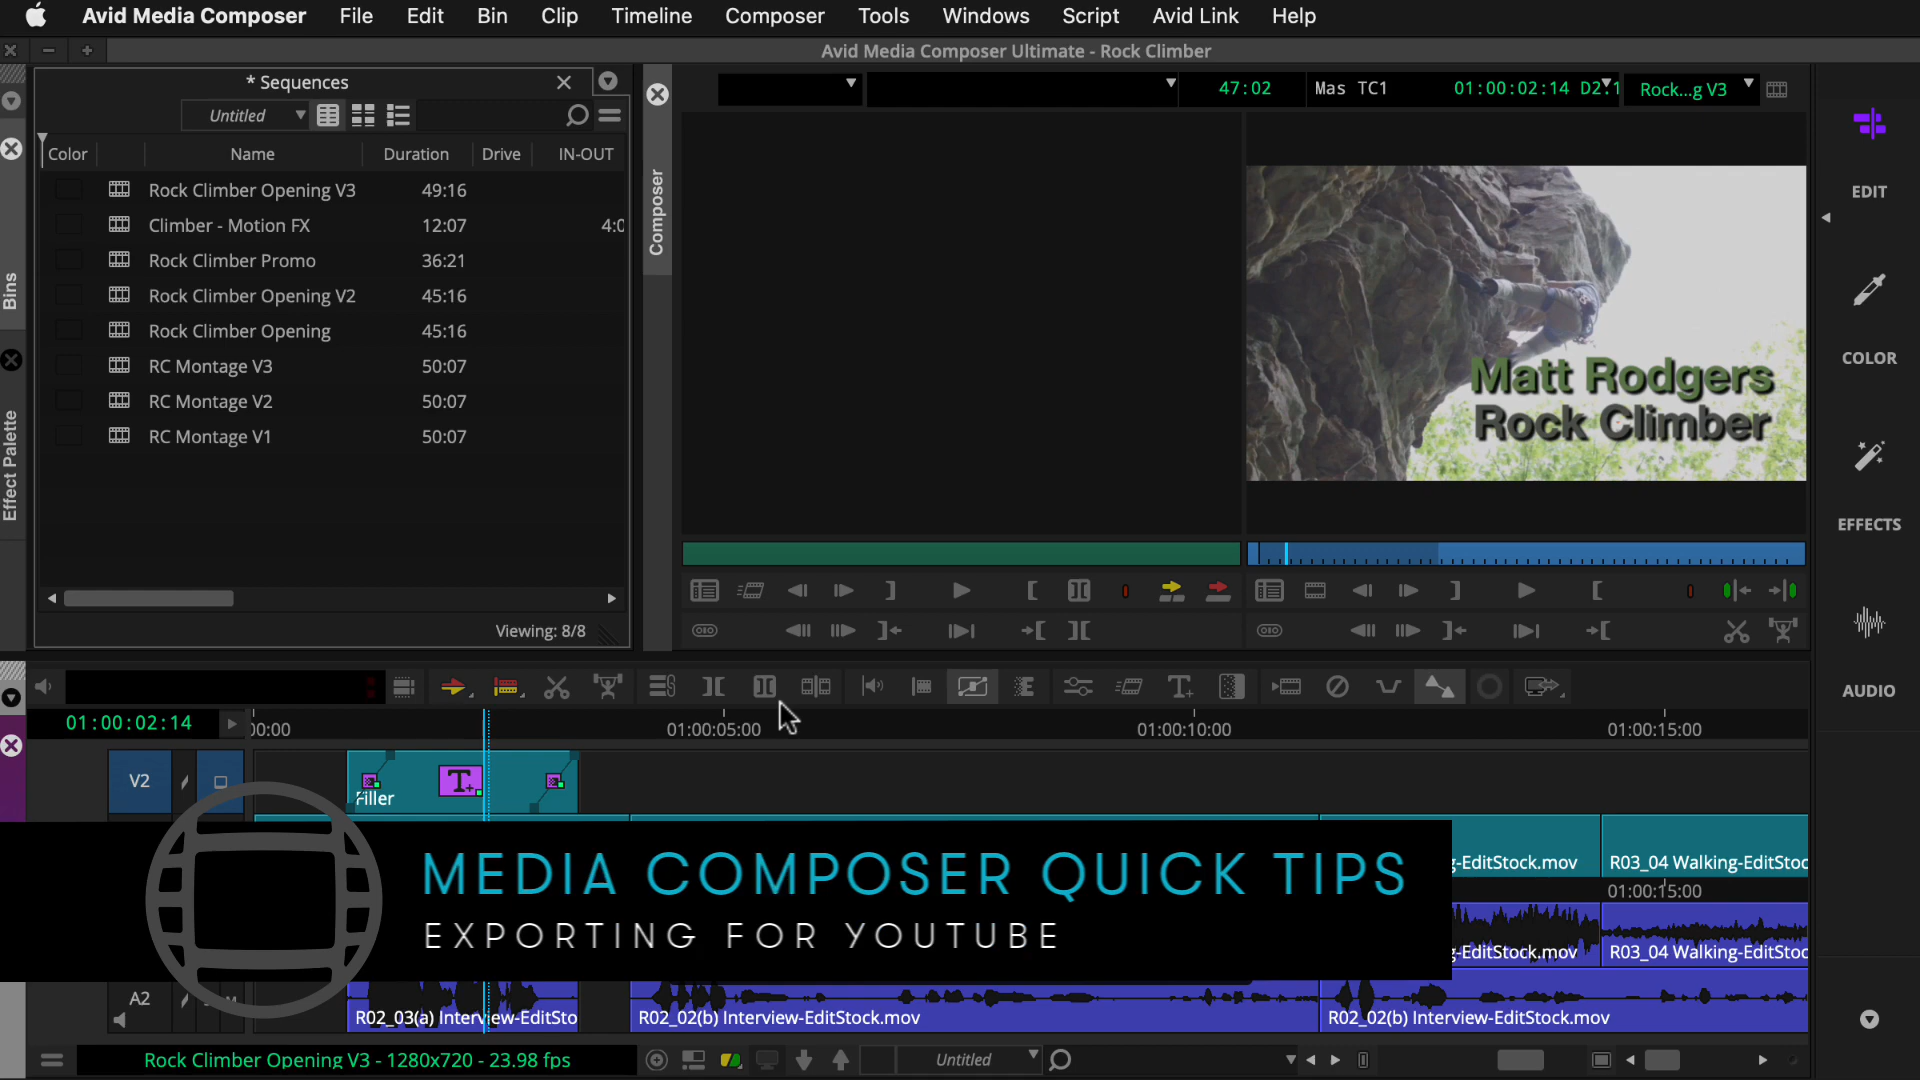 Avid Media Composer File Edit Bin Clip Timeline Composer Tools Windows Script Avid Link Help
Avid Media Composer Ultimate - Rock Climber
* Sequences
Untitled
Color Name Duration Drive IN-OUT
Rock Climber Opening V3 49:16
Climber - Motion FX 12:07
Rock Climber Promo 36:21
Rock Climber Opening V2 45:16
Rock Climber Opening 45:16
RC Montage V3 50:07
RC Montage V2 50:07
RC Montage V1 50:07
Viewing: 8/8
Bins
Effect Palette
Composer
47:02 Mas TC1 01:00:02:14 Rock...g V3
Matt Rodgers
Rock Climber
EDIT
COLOR
EFFECTS
AUDIO
01:00:02:14
00:00 01:00:05:00 01:00:10:00 01:00:15:00
V2
Filler
-EditStock.mov R03_04 Walking-EditStoc
01:00:15:00
MEDIA COMPOSER QUICK TIPS
EXPORTING FOR YOUTUBE
-EditStock.mov R03_04 Walking-EditStoc
A2
R02_03(a) Interview-EditSto R02_02(b) Interview-EditStock.mov R02_02(b) Interview-EditStock.mov
Rock Climber Opening V3 - 1280x720 - 23.98 fps
Untitled